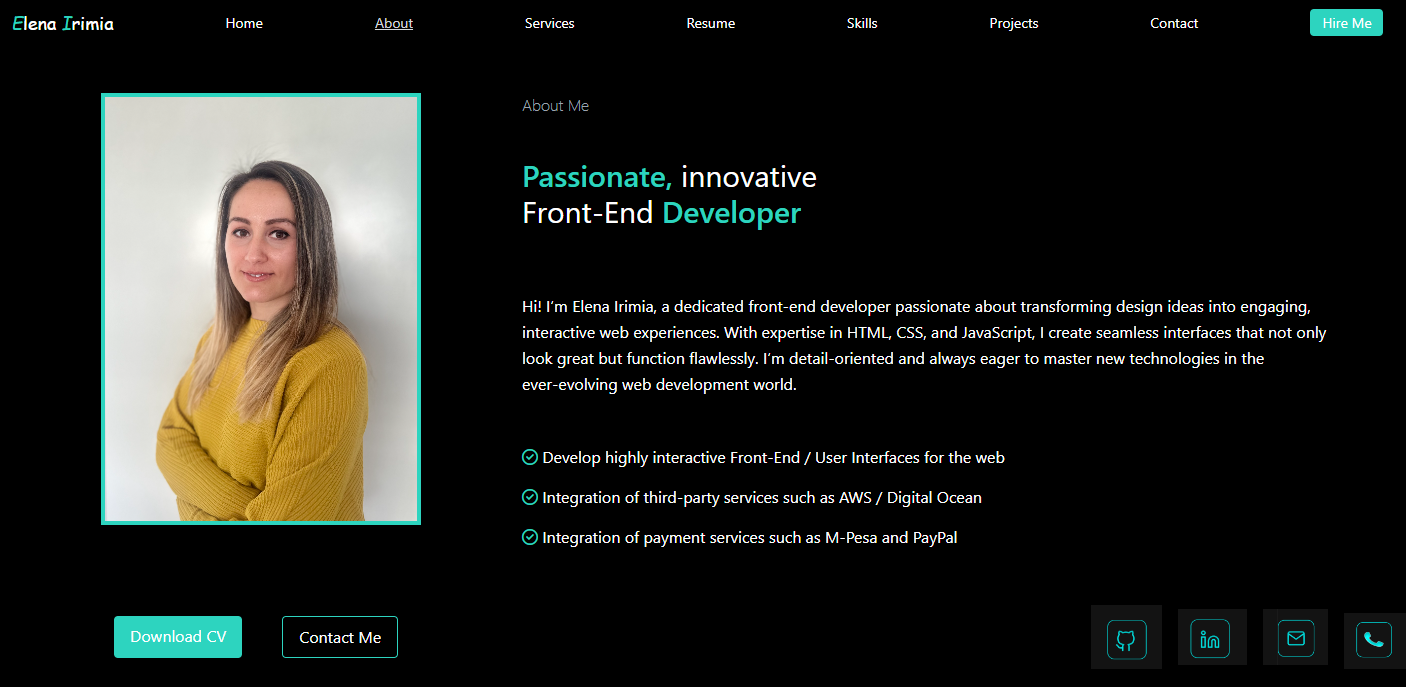 Elena Irimia
Home
About
Services
Resume
Skills
Projects
Contact
Hire Me
About Me
Passionate, innovative
Front-End Developer
Hi! I’m Elena Irimia, a dedicated front-end developer passionate about transforming design ideas into engaging,
interactive web experiences. With expertise in HTML, CSS, and JavaScript, I create seamless interfaces that not only
look great but function flawlessly. I’m detail-oriented and always eager to master new technologies in the
ever-evolving web development world.
Develop highly interactive Front-End / User Interfaces for the web
Integration of third-party services such as AWS / Digital Ocean
Integration of payment services such as M-Pesa and PayPal
Download CV
Contact Me
in